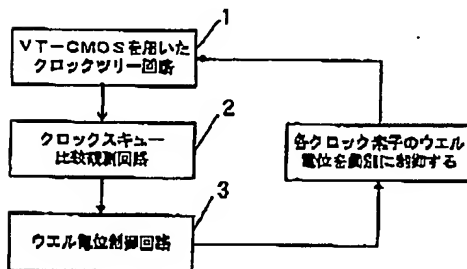 1
VT-CMOSを用いた
クロックツリー回路
2
クロックスキュー
比較観測回路
各クロック素子のウエル
電位を個別に制御する
3
ウエル電位制御回路